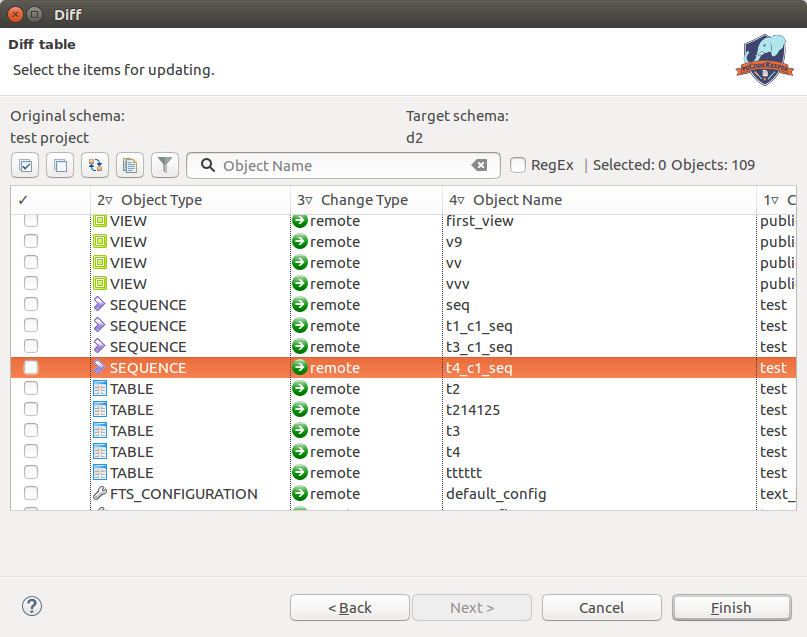 Diff
Diff table
Select the items for updating.
pgCodeKeeper
Original schema:
Target schema:
test project
d2
Object Name
RegEx
Selected: 0 Objects: 109
✓ 2▽ Object Type 3▽ Change Type 4▽ Object Name 1▽ C
VIEW remote first_view publi
VIEW remote v9 publi
VIEW remote vv publi
VIEW remote vvv publi
SEQUENCE remote seq test
SEQUENCE remote t1_c1_seq test
SEQUENCE remote t3_c1_seq test
SEQUENCE remote t4_c1_seq test
TABLE remote t2 test
TABLE remote t214125 test
TABLE remote t3 test
TABLE remote t4 test
TABLE remote tttttt test
FTS_CONFIGURATION remote default_config text_
?
< Back
Next >
Cancel
Finish